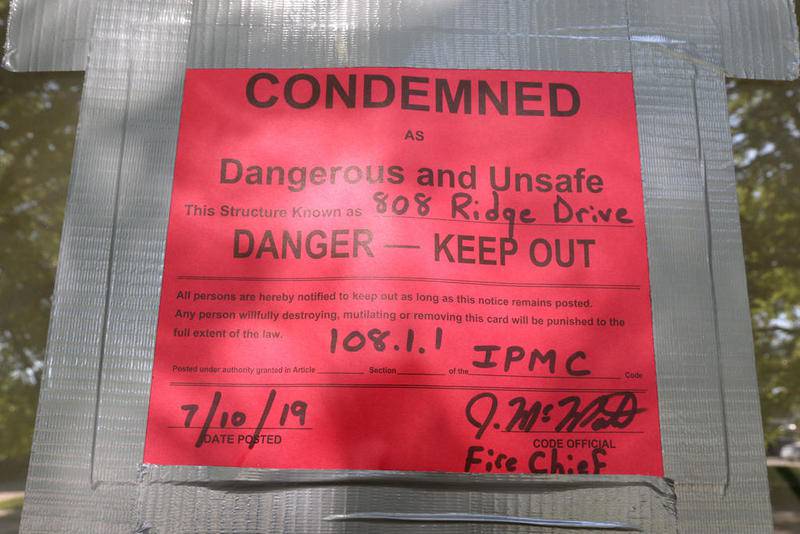 CONDEMNED
AS
Dangerous and Unsafe
This Structure Known as 808 Ridge Drive
DANGER — KEEP OUT
All persons are hereby notified to keep out as long as this notice remains posted.
Any person willfully destroying, mutilating or removing this card will be punished to the
full extent of the law.
108.1.1 IPMC
Posted under authority granted in Article Section of the Code
7/10/19
DATE POSTED
CODE OFFICIAL
Fire Chief